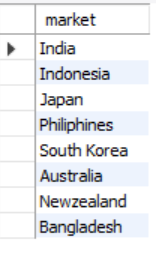 market
India
Indonesia
Japan
Philiphines
South Korea
Australia
Newzealand
Bangladesh